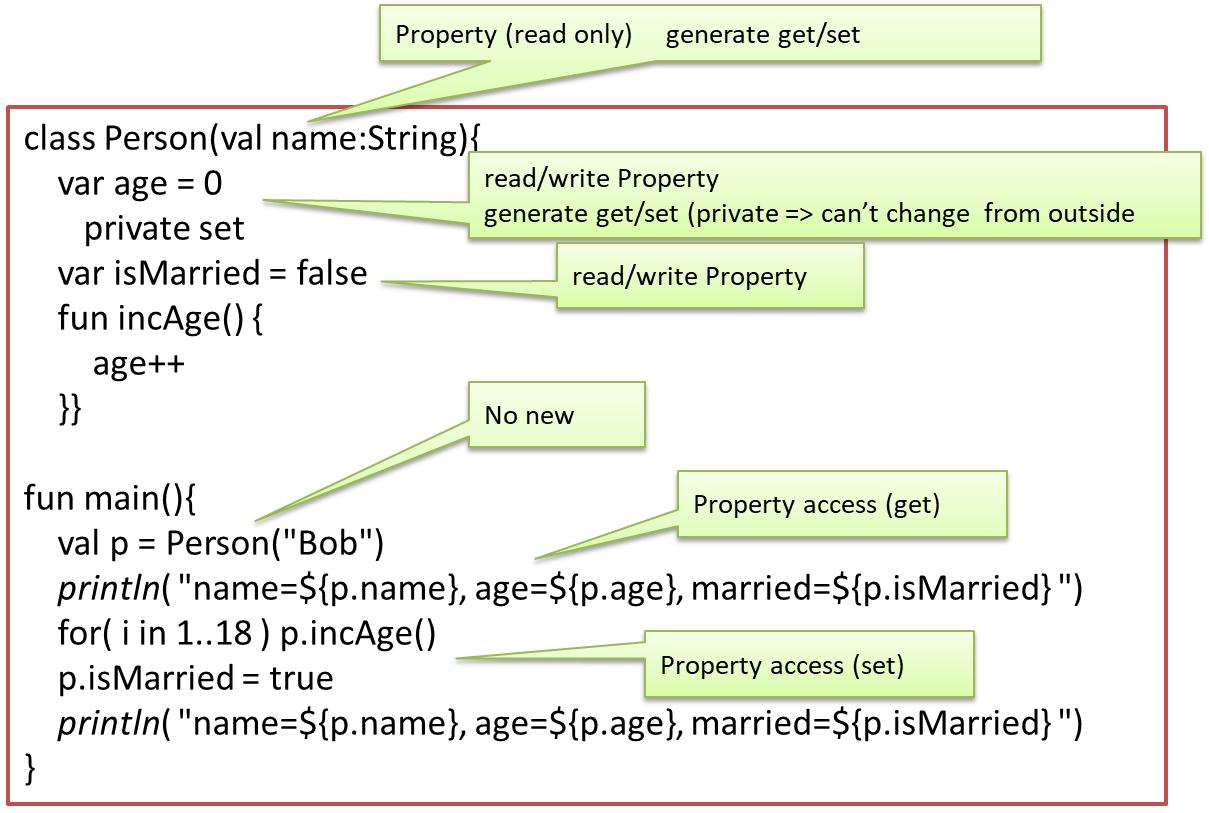 Property (read only) generate get/set
class Person(val name:String){
var age = 0
read/write Property
generate get/set (private => can't change from outside
private set
var isMarried = false
read/write Property
fun incAge() {
age++
}}
No new
fun main(){
Property access (get)
val p = Person("Bob")
println( "name=${p.name}, age=${p.age}, married=${p.isMarried} ")
for( i in 1..18 ) p.incAge()
Property access (set)
p.isMarried = true
println( "name=${p.name}, age=${p.age}, married=${p.isMarried} ")
}